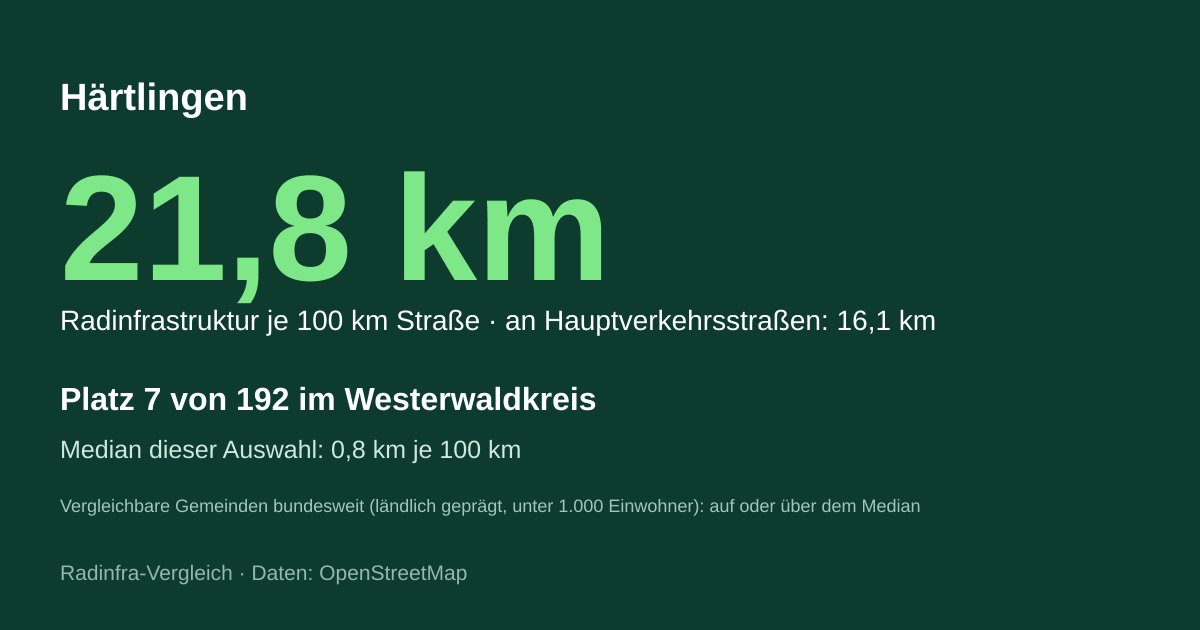 Härtlingen
21,8 km
Radinfrastruktur je 100 km Straße · an Hauptverkehrsstraßen: 16,1 km
Platz 7 von 192 im Westerwaldkreis
Median dieser Auswahl: 0,8 km je 100 km
Vergleichbare Gemeinden bundesweit (ländlich geprägt, unter 1.000 Einwohner): auf oder über dem Median
Radinfra-Vergleich · Daten: OpenStreetMap